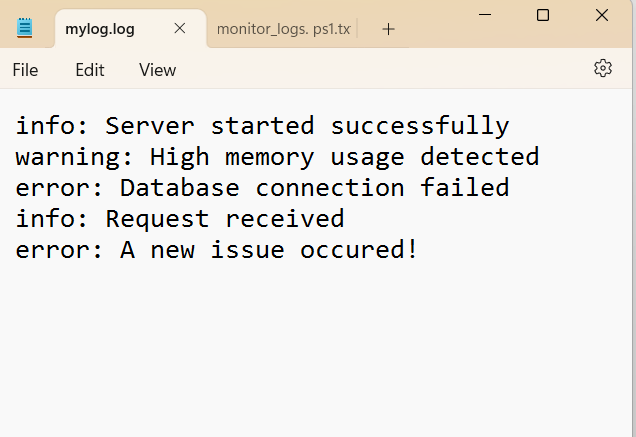 mylog.log
monitor_logs. ps1.tx
File Edit View
info: Server started successfully
warning: High memory usage detected
error: Database connection failed
info: Request received
error: A new issue occured!